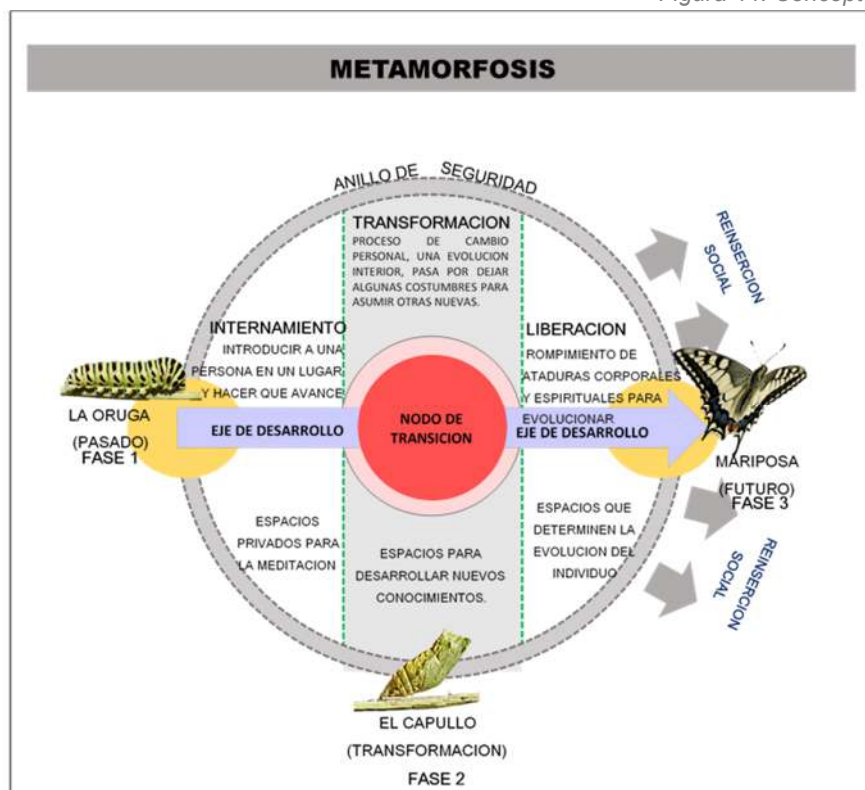 METAMORFOSIS
ANILLO DE SEGURIDAD
TRANSFORMACION
PROCESO DE CAMBIO
PERSONAL, UNA EVOLUCION
INTERIOR, PASA POR DEJAR
ALGUNAS COSTUMBRES PARA
ASUMIR OTRAS NUEVAS.
INTERNAMIENTO
INTRODUCIR A UNA
PERSONA EN UN LUGAR
Y HACER QUE AVANCE
LIBERACION
ROMPIMIENTO DE
ATADURAS CORPORALES
Y ESPIRITUALES PARA
EVOLUCIONAR
REINSERCION
SOCIAL
LA ORUGA
(PASADO)
FASE 1
EJE DE DESARROLLO
NODO DE
TRANSICION
EJE DE DESARROLLO
MARIPOSA
(FUTURO)
FASE 3
ESPACIOS
PRIVADOS PARA
LA MEDITACION
ESPACIOS PARA
DESARROLLAR NUEVOS
CONOCIMIENTOS.
ESPACIOS QUE
DETERMINEN LA
EVOLUCION DEL
INDIVIDUO
REINSERCION
SOCIAL
EL CAPULLO
(TRANSFORMACION)
FASE 2